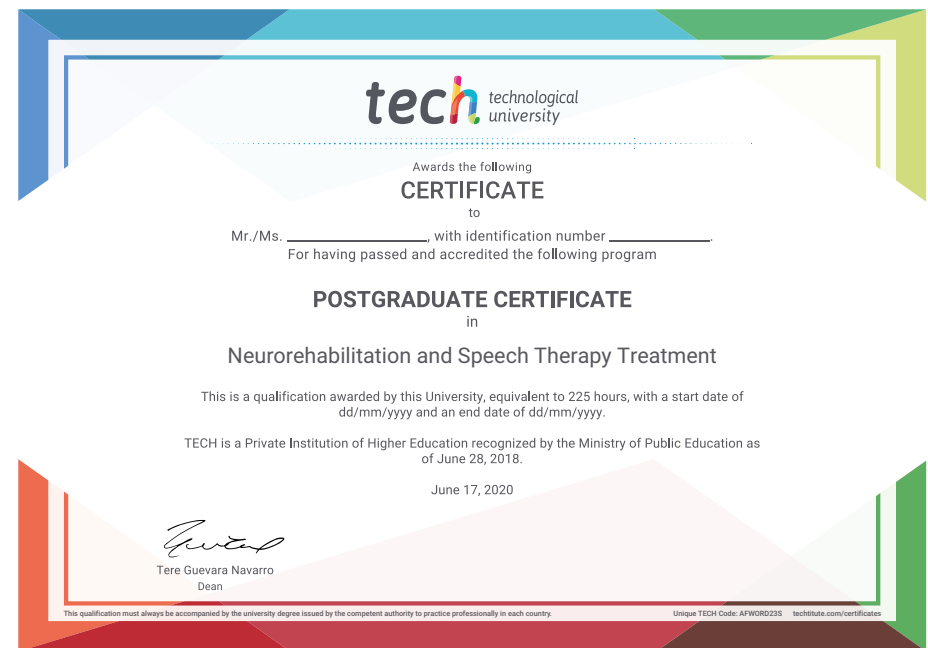 tech technological
university
Awards the following
CERTIFICATE
to
Mr./Ms. ________________, with identification number ____________.
For having passed and accredited the following program
POSTGRADUATE CERTIFICATE
in
Neurorehabilitation and Speech Therapy Treatment
This is a qualification awarded by this University, equivalent to 225 hours, with a start date of
dd/mm/yyyy and an end date of dd/mm/yyyy.
TECH is a Private Institution of Higher Education recognized by the Ministry of Public Education as
of June 28, 2018.
June 17, 2020
Tere Guevara Navarro
Dean
This qualification must always be accompanied by the university degree issued by the competent authority to practice professionally in each country. Unique TECH Code: AFWORD23S techtitute.com/certificates